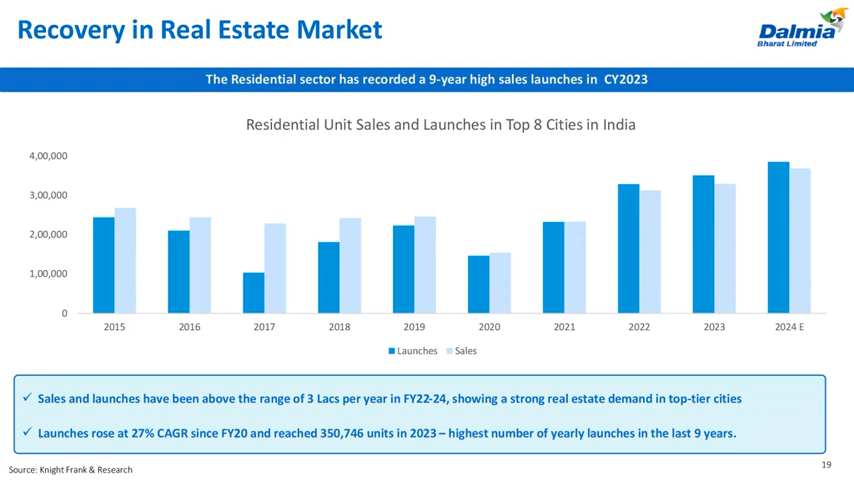 Recovery in Real Estate Market
Dalmia
Bharat Limited
The Residential sector has recorded a 9-year high sales launches in CY2023
Residential Unit Sales and Launches in Top 8 Cities in India
4,00,000
3,00,000
2,00,000
1,00,000
0
2015 2016 2017 2018 2019 2020 2021 2022 2023 2024 E
Launches Sales
✓ Sales and launches have been above the range of 3 Lacs per year in FY22-24, showing a strong real estate demand in top-tier cities
✓ Launches rose at 27% CAGR since FY20 and reached 350,746 units in 2023 – highest number of yearly launches in the last 9 years.
Source: Knight Frank & Research
19